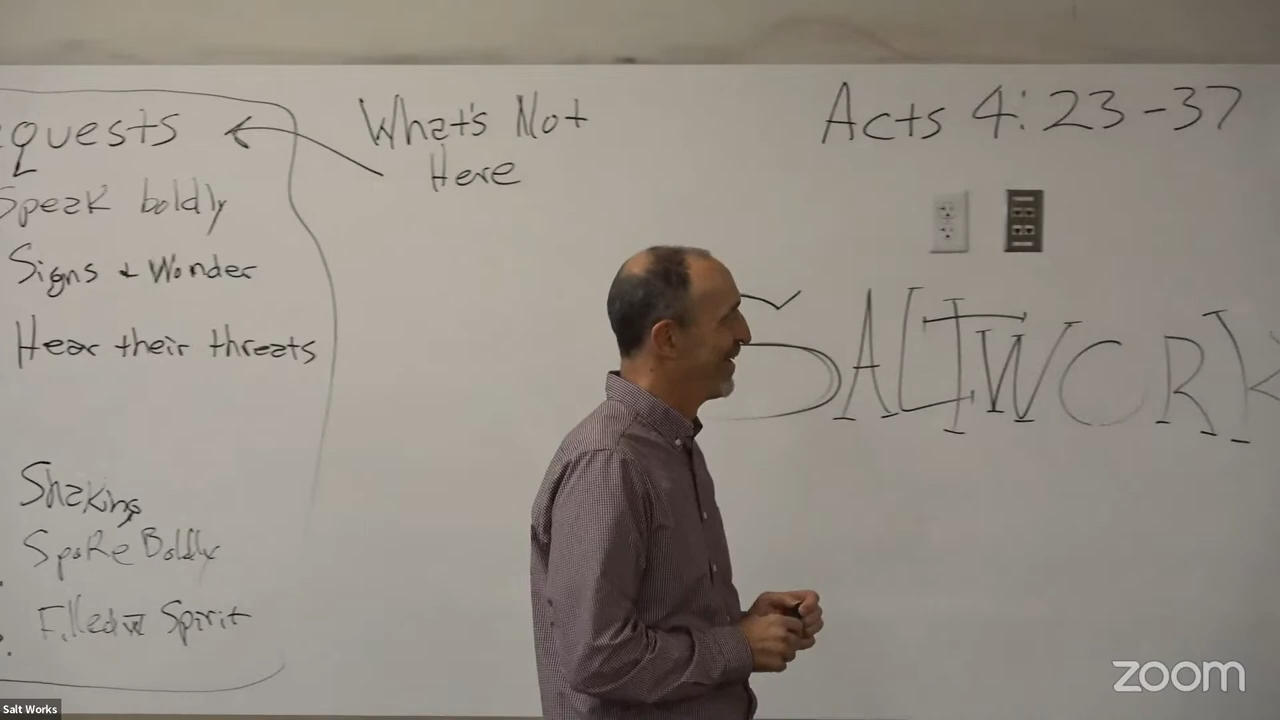 quests
Speak boldly
Signs + Wonder
Hear their threats
Shaking
Spoke Boldly
Filled w Spirit
What's Not
Here
Acts 4:23-37
SALTWORK
zoom
Salt Works